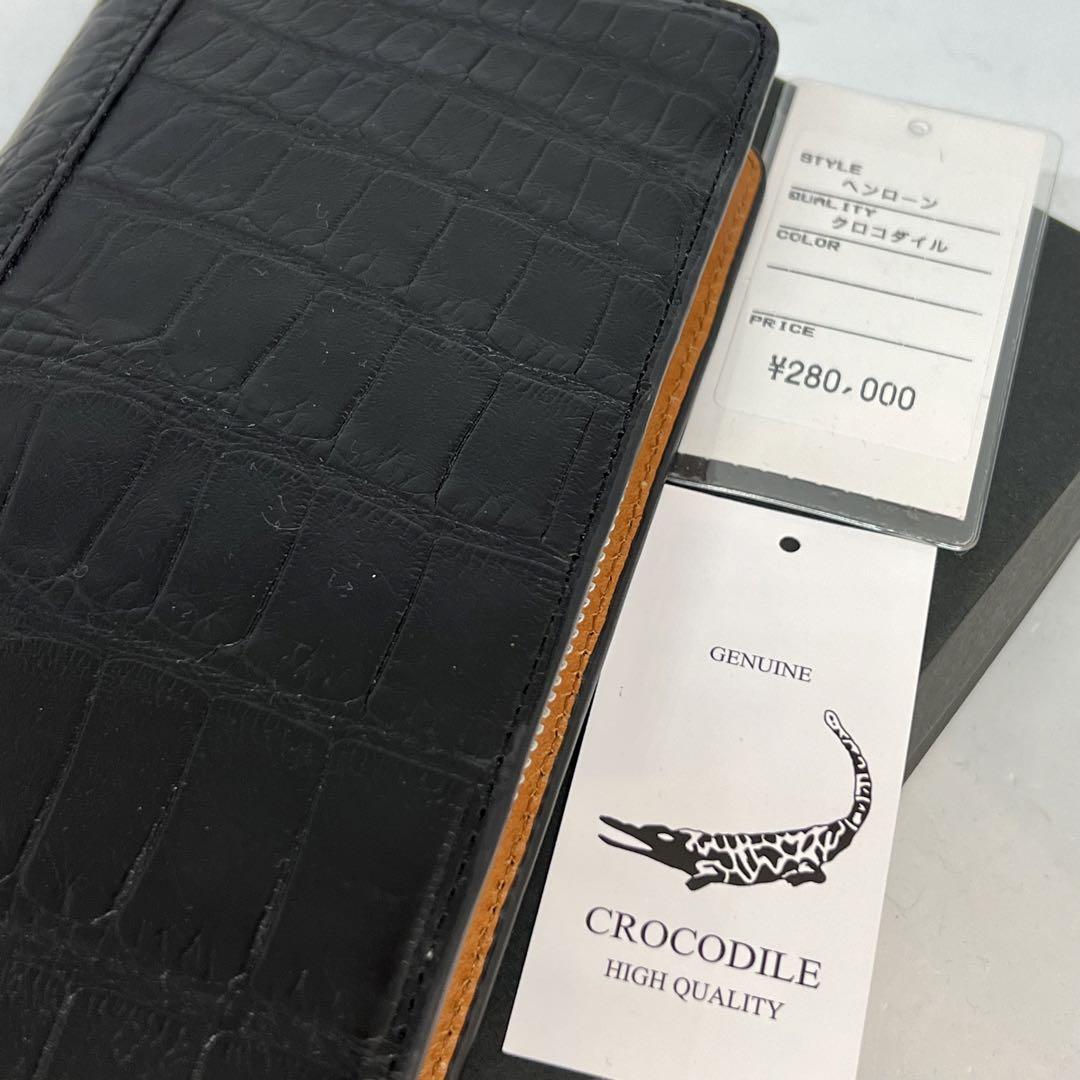 STYLE
ヘンローン
QUALITY
クロコダイル
COLOR
PRICE
¥280,000
GENUINE
CROCODILE
HIGH QUALITY